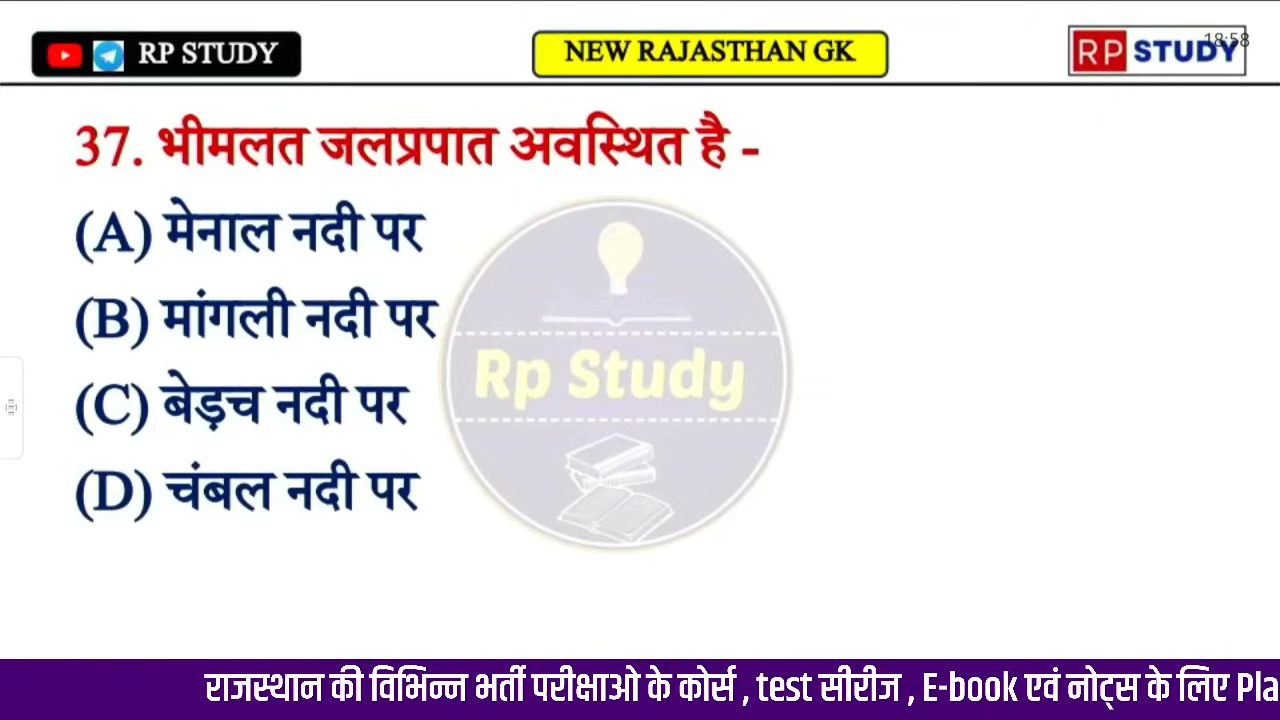 RP STUDY
NEW RAJASTHAN GK
RP STUDY
18:58
37. भीमलत जलप्रपात अवस्थित है -
(A) मेनाल नदी पर
(B) मांगली नदी पर
(C) बेड़च नदी पर
(D) चंबल नदी पर
Rp Study
राजस्थान की विभिन्न भर्ती परीक्षाओ के कोर्स , test सीरीज , E-book एवं नोट्स के लिए Pla